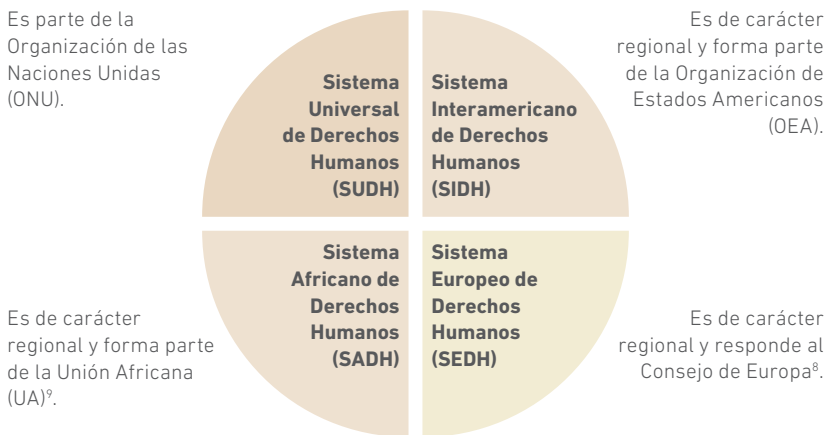 Es parte de la
Organización de las
Naciones Unidas
(ONU).
Sistema
Universal
de Derechos
Humanos
(SUDH)
Sistema
Interamericano
de Derechos
Humanos
(SIDH)
Es de carácter
regional y forma parte
de la Organización de
Estados Americanos
(OEA).
Es de carácter
regional y forma parte
de la Unión Africana
(UA)⁹.
Sistema
Africano de
Derechos
Humanos
(SADH)
Sistema
Europeo de
Derechos
Humanos
(SEDH)
Es de carácter
regional y responde al
Consejo de Europa⁸.